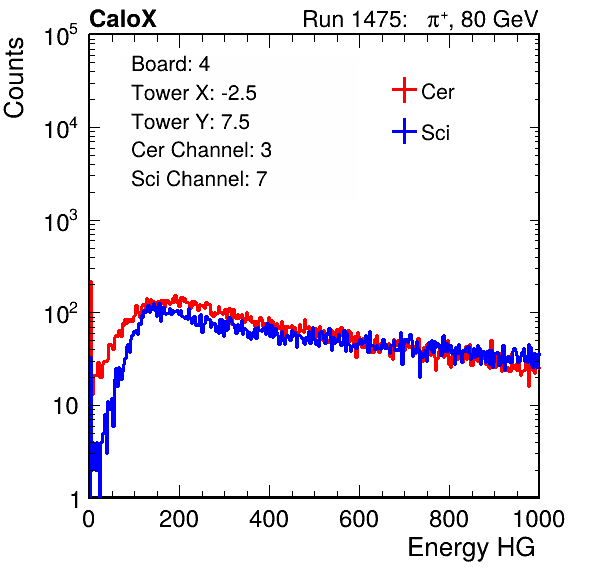 CaloX Run 1475: π⁺, 80 GeV
Counts
Board: 4
Tower X: -2.5
Tower Y: 7.5
Cer Channel: 3
Sci Channel: 7
Cer
Sci
10⁵
10⁴
10³
10²
10
1
0 200 400 600 800 1000
Energy HG